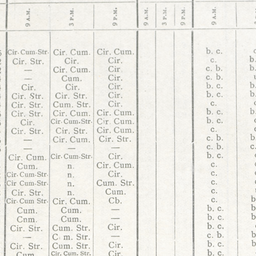 9 A.M. 3 P.M. 9 P.M. 9 A.M. 3 P.M. 9 P.M. 9 A.M.
Cir-Cum-Str Cir. Cum. Cir. Cum. b. c.
Cir. Str. Cir. Cir. c.
— Cir. Cum. Cir. c. b.
— Cum. Cir. c. b.
Cir. Cir. Cir. b. c.
Cir. Str. Cir. Str. Cir. c.
Cir. Str. Cum. Str. Cir. c.
Cir. Str. Cir. Cum. Cir. Cum. b. c.
Cir. Cum. Cir-Cum-Str. Cir. Cum. b. c.
Cir. Str. Cir. Str. Cir. Cum. c.
— Cir. Cum. Cir. Str. c. b.
— — — c. b.
Cir. Cum. Cir-Cum-Str. Cir. c.
Cum. n. Cir. Cum. c.
Cir-Cum-Str n. Cir. c.
Cir-Cum-Str n. Cum. Str. c.
Cir. Str. n. Cum. c.
Cir-Cum-Str Cir. Cum. Cb. c.
Cum. Cum. — b. c.
Cum. Cum. — b. c.
Cir. Str. Cum. Str. Cir. b. c.
— Cum. Str. — b. c.
Cir. Str. Cum. Str. Cir. b. c.
Cum. Cir. Cum. Str. Cir. b. c.